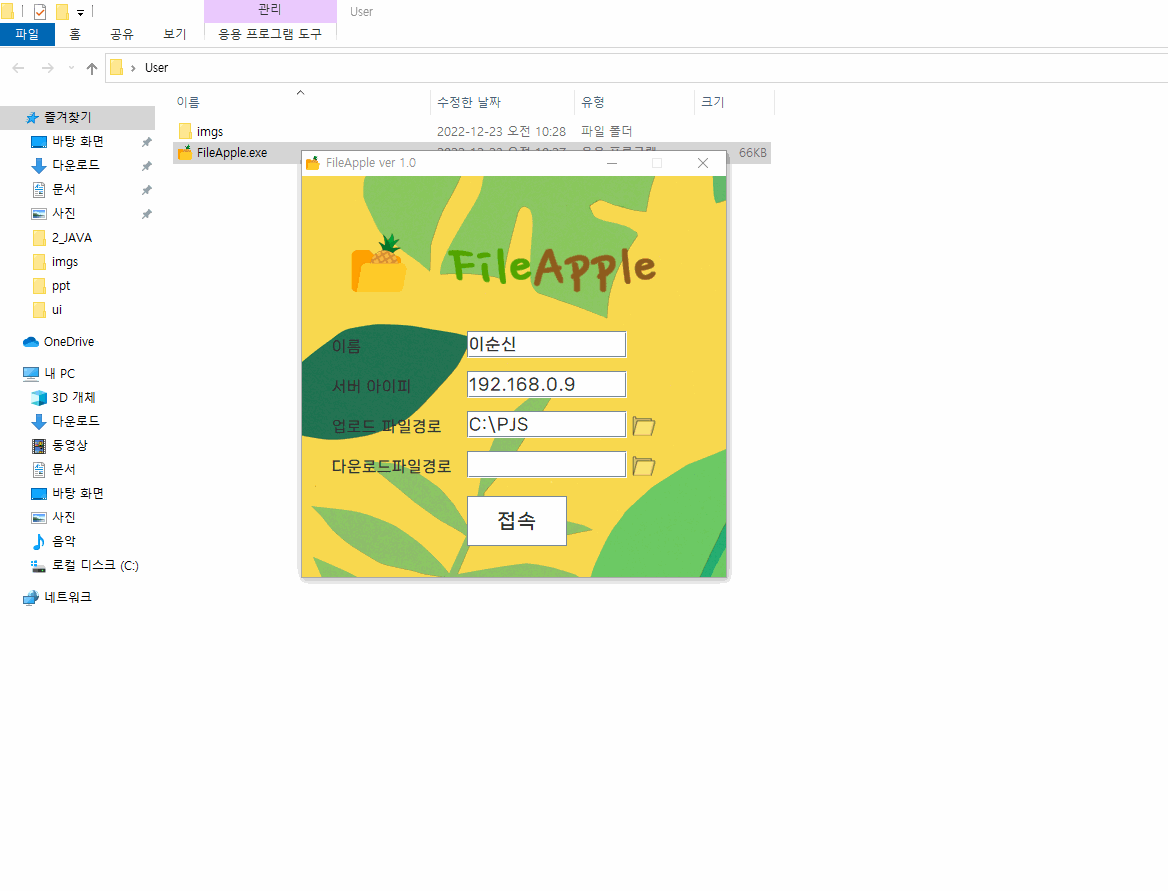 관리
User
파일
홈
공유
보기
응용 프로그램 도구
User
이름
수정한 날짜
유형
크기
imgs
2022-12-23 오전 10:28
파일 폴더
FileApple.exe
66KB
즐겨찾기
바탕 화면
다운로드
문서
사진
2_JAVA
imgs
ppt
ui
OneDrive
내 PC
3D 개체
다운로드
동영상
문서
바탕 화면
사진
음악
로컬 디스크 (C:)
네트워크
FileApple ver 1.0
FileApple
이름
이순신
서버 아이피
192.168.0.9
업로드 파일경로
C:\PJS
다운로드파일경로
접속